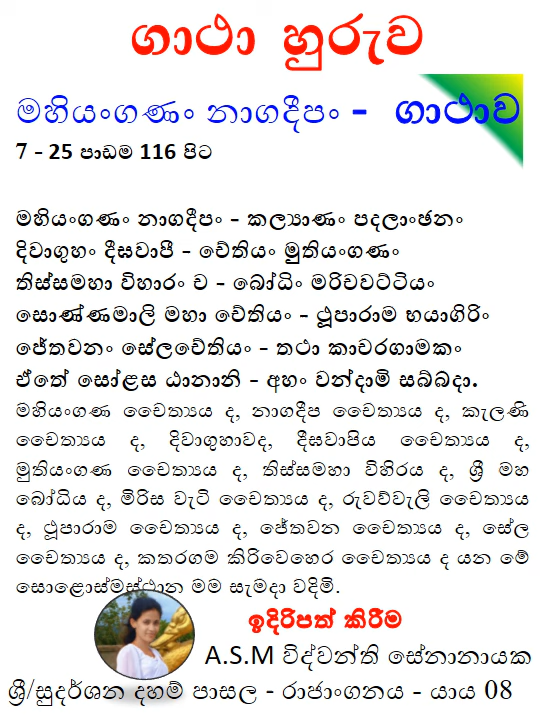 ගාථා හුරුව
මහියංගණං නාගදීපං - ගාථාව
7 - 25 පාඩම 116 පිට
මහියංගණං නාගදීපං - කල්‍යාණං පදලාංඡනං
දිවාගුහං දීඝවාපී - චේතියං මුතියංගණං
තිස්සමහා විහාරං ච - බෝධිං මරිචවට්ටියං
සොණ්ණමාලි මහා චේතියං - ථූපාරාම භයාගිරිං
ජේතවනං සේලචේතියං - තථා කාචරගාමකං
ඒතේ සෝළස ඨානානි - අහං වන්දාමි සබ්බදා.
මහියංගණ චෛත්‍යය ද, නාගදීප චෛත්‍යය ද, කැලණි
චෛත්‍යය ද, දිවාගුහාවද, දීඝවාපිය චෛත්‍යය ද,
මුතියංගණ චෛත්‍යය ද, තිස්සමහා විහිරය ද, ශ්‍රී මහ
බෝධිය ද, මිරිස වැටි චෛත්‍යය ද, රුවව්වැලි චෛත්‍යය
ද, ථූපාරාම චෛත්‍යය ද, ජේතවන චෛත්‍යය ද, සේල
චෛත්‍යය ද, කතරගම කිරිවෙහෙර චෛත්‍යය ද යන මේ
සොළොස්මස්ථාන මම සැමදා වදිමි.
ඉදිරිපත් කිරීම
A.S.M විද්වන්ති සේනානායක
ශ්‍රී/සුදර්ශන දහම් පාසල - රාජාංගනය - යාය 08